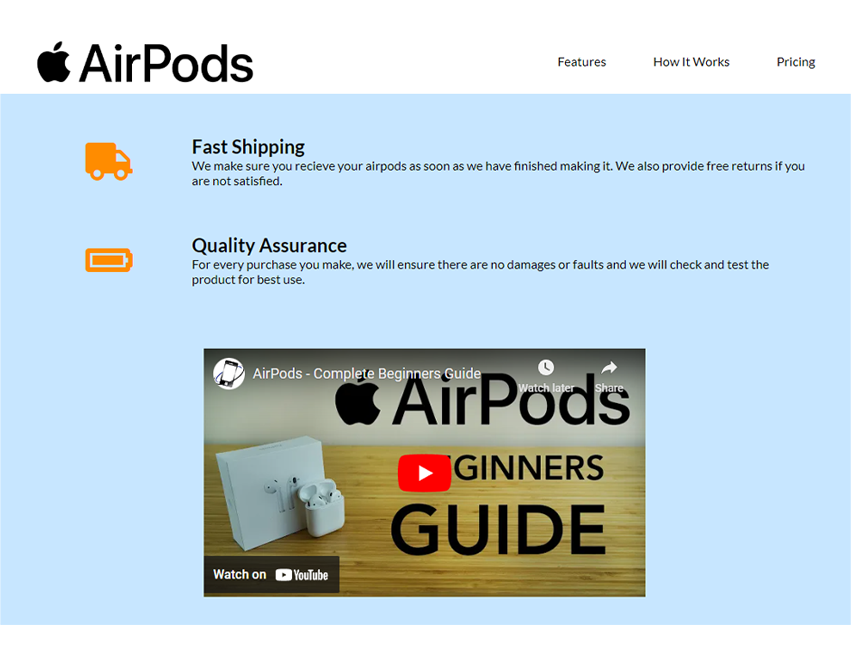 AirPods
Features
How It Works
Pricing
Fast Shipping
We make sure you recieve your airpods as soon as we have finished making it. We also provide free returns if you
are not satisfied.
Quality Assurance
For every purchase you make, we will ensure there are no damages or faults and we will check and test the
product for best use.
AirPods - Complete Beginners Guide
Watch later
Share
AirPods
GINNERS
GUIDE
Watch on YouTube